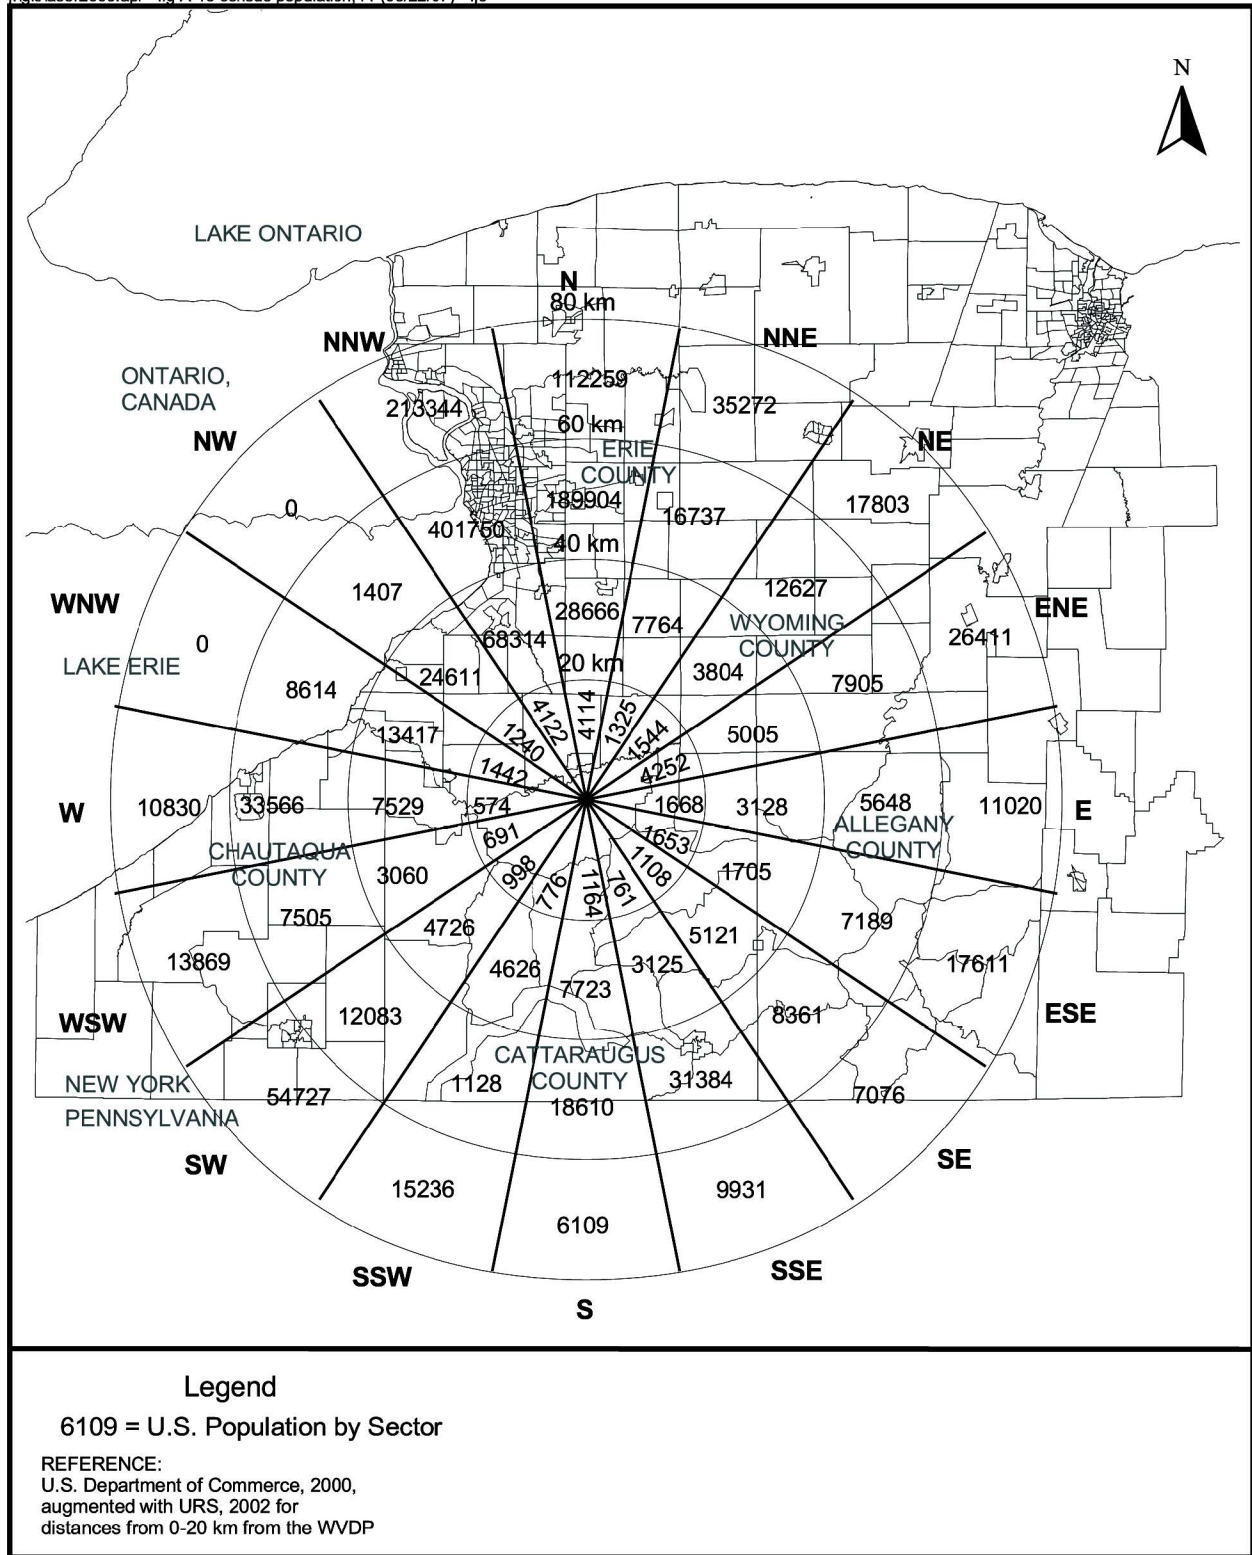 N
LAKE ONTARIO
N
80 km
NNW
NNE
ONTARIO,
CANADA
112259
213344
35272
60 km
NW
NE
ERIE
COUNTY
0
189904
17803
16737
401750
40 km
1407
12627
WNW
ENE
28666
7764
WYOMING
COUNTY
68314
26411
0
LAKE ERIE
20 km
24611
3804
7905
8614
4122
4114
1325
13417
1240
1544
5005
1442
4252
W
10830
33566
7529
574
1668
3128
5648
11020
E
691
1653
ALLEGANY
COUNTY
CHAUTAQUA
COUNTY
3060
998
776
1164
761
1108
1705
7505
4726
5121
7189
13869
4626
3125
17611
7723
WSW
12083
8361
ESE
CATTARAUGUS
COUNTY
NEW YORK
1128
31384
54727
7076
18610
PENNSYLVANIA
SW
SE
15236
9931
6109
SSW
SSE
S
Legend
6109 = U.S. Population by Sector
REFERENCE:
U.S. Department of Commerce, 2000,
augmented with URS, 2002 for
distances from 0-20 km from the WVDP